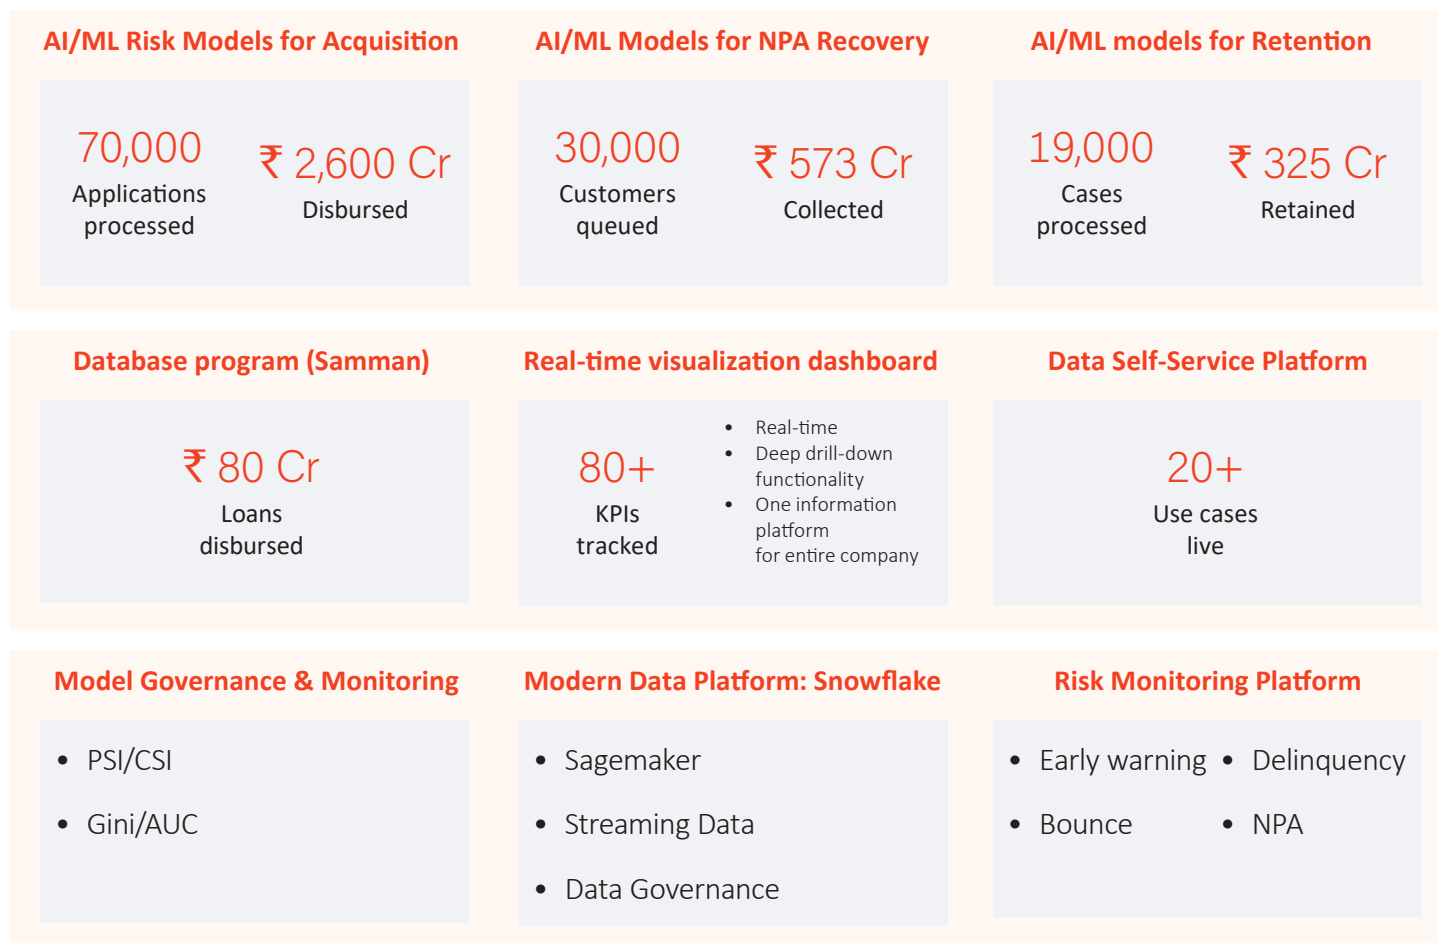 AI/ML Risk Models for Acquisition
70,000
Applications
processed
₹ 2,600 Cr
Disbursed
AI/ML Models for NPA Recovery
30,000
Customers
queued
₹ 573 Cr
Collected
AI/ML models for Retention
19,000
Cases
processed
₹ 325 Cr
Retained
Database program (Samman)
₹ 80 Cr
Loans
disbursed
Real-time visualization dashboard
80+
KPIs
tracked
• Real-time
• Deep drill-down
functionality
• One information
platform
for entire company
Data Self-Service Platform
20+
Use cases
live
Model Governance & Monitoring
• PSI/CSI
• Gini/AUC
Modern Data Platform: Snowflake
• Sagemaker
• Streaming Data
• Data Governance
Risk Monitoring Platform
• Early warning
• Bounce
• Delinquency
• NPA